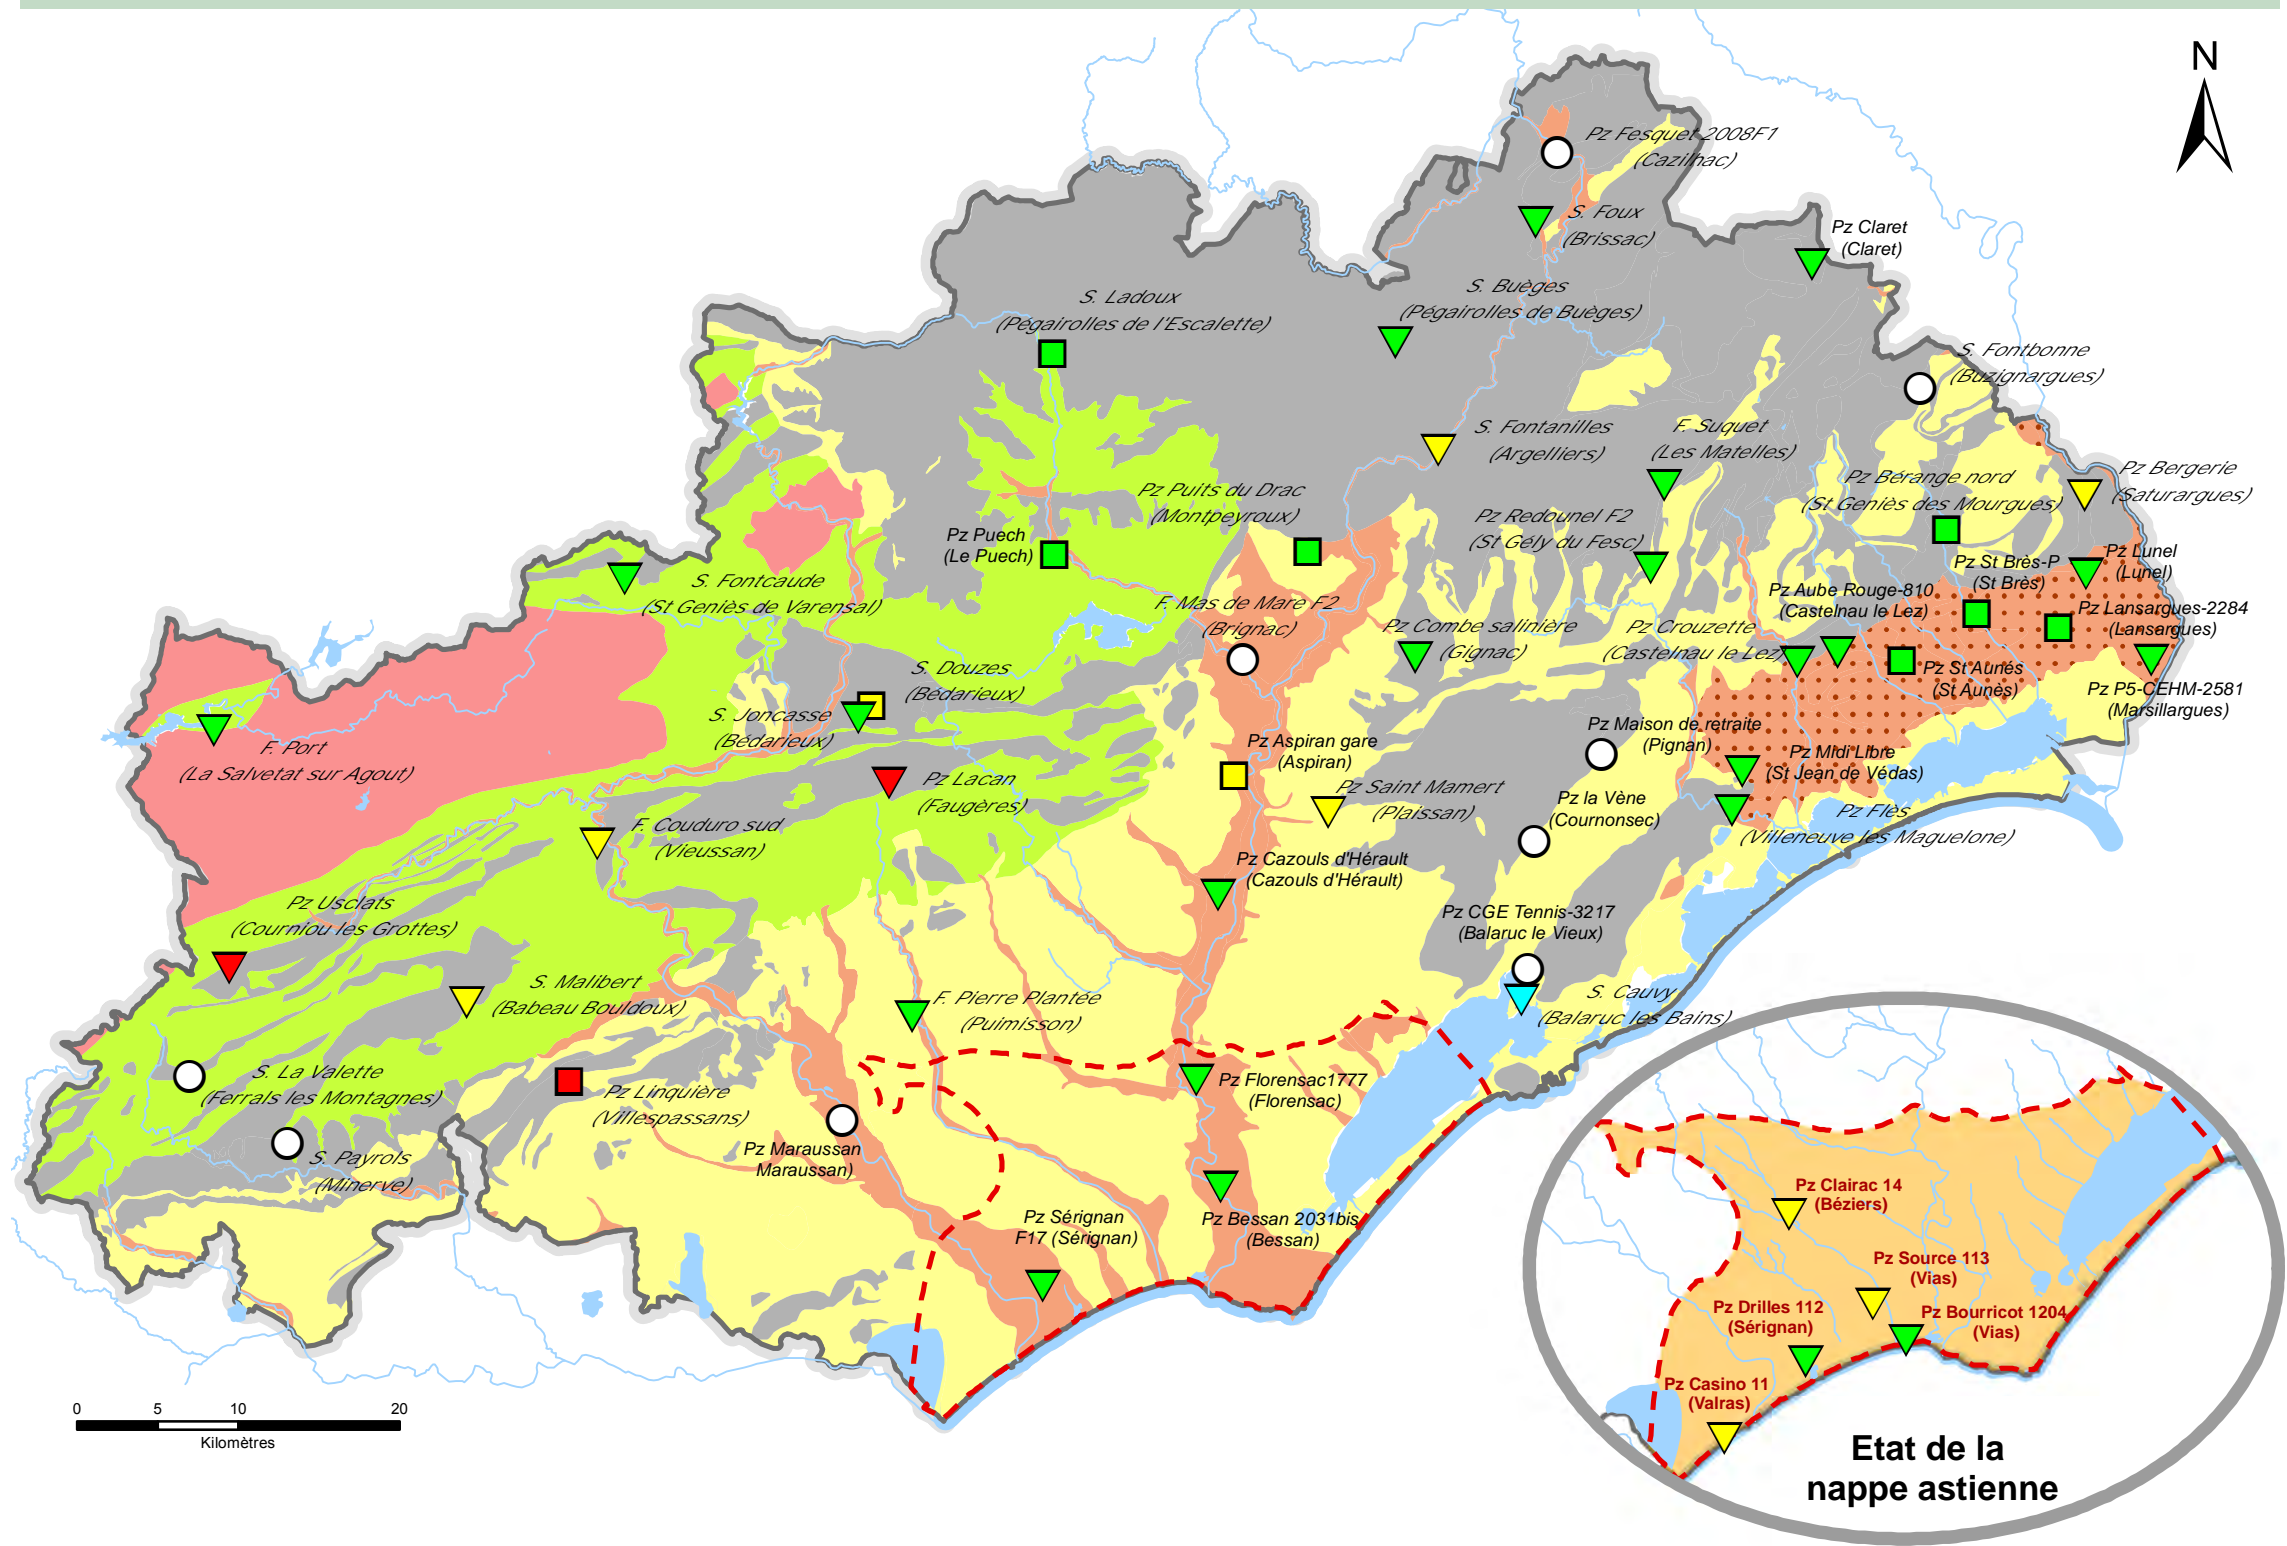 N
Pz Fesquet 2008F1
(Cazilhac)
S. Foux
(Brissac)
Pz Claret
(Claret)
S. Ladoux
(Pégairolles de l'Escalette)
S. Buèges
(Pégairolles de Buèges)
S. Fontbonne
(Buzignargues)
S. Fontanilles
(Argelliers)
F. Suquet
(Les Matelles)
Pz Bérange nord
(St Geniès des Mourgues)
Pz Bergerie
(Saturargues)
Pz Puits du Drac
(Montpeyroux)
Pz Redounel F2
(St Gély du Fesc)
Pz Puech
(Le Puech)
Pz St Brès-P
(St Brès)
Pz Lunel
(Lunel)
S. Fontcaude
(St Geniès de Varensal)
F. Mas de Mare F2
(Brignac)
Pz Aube Rouge-810
(Castelnau le Lez)
Pz Lansargues-2284
(Lansargues)
Pz Combe salinière
(Gignac)
Pz Crouzette
(Castelnau le Lez)
S. Douzes
(Bédarieux)
Pz St Aunés
(St Aunès)
Pz P5-CEHM-2581
(Marsillargues)
S. Joncasse
(Bédarieux)
F. Port
(La Salvetat sur Agout)
Pz Aspiran gare
(Aspiran)
Pz Maison de retraite
(Pignan)
Pz Midi Libre
(St Jean de Védas)
Pz Lacan
(Faugères)
Pz Saint Mamert
(Plaissan)
Pz la Vène
(Cournonsec)
Pz Flès
(Villeneuve les Maguelone)
F. Couduro sud
(Vieussan)
Pz Cazouls d'Hérault
(Cazouls d'Hérault)
Pz Usclats
(Courniou les Grottes)
Pz CGE Tennis-3217
(Balaruc le Vieux)
S. Malibert
(Babeau Bouldoux)
F. Pierre Plantée
(Puimisson)
S. Cauvy
(Balaruc les Bains)
S. La Valette
(Ferrals les Montagnes)
Pz Linquière
(Villespassans)
Pz Florensac1777
(Florensac)
S. Payrols
(Minerve)
Pz Maraussan
Maraussan)
Pz Sérignan
F17 (Sérignan)
Pz Bessan 2031bis
(Bessan)
Pz Clairac 14
(Béziers)
Pz Source 113
(Vias)
Pz Drilles 112
(Sérignan)
Pz Bourricot 1204
(Vias)
Pz Casino 11
(Valras)
0 5 10 20
Kilomètres
Etat de la
nappe astienne